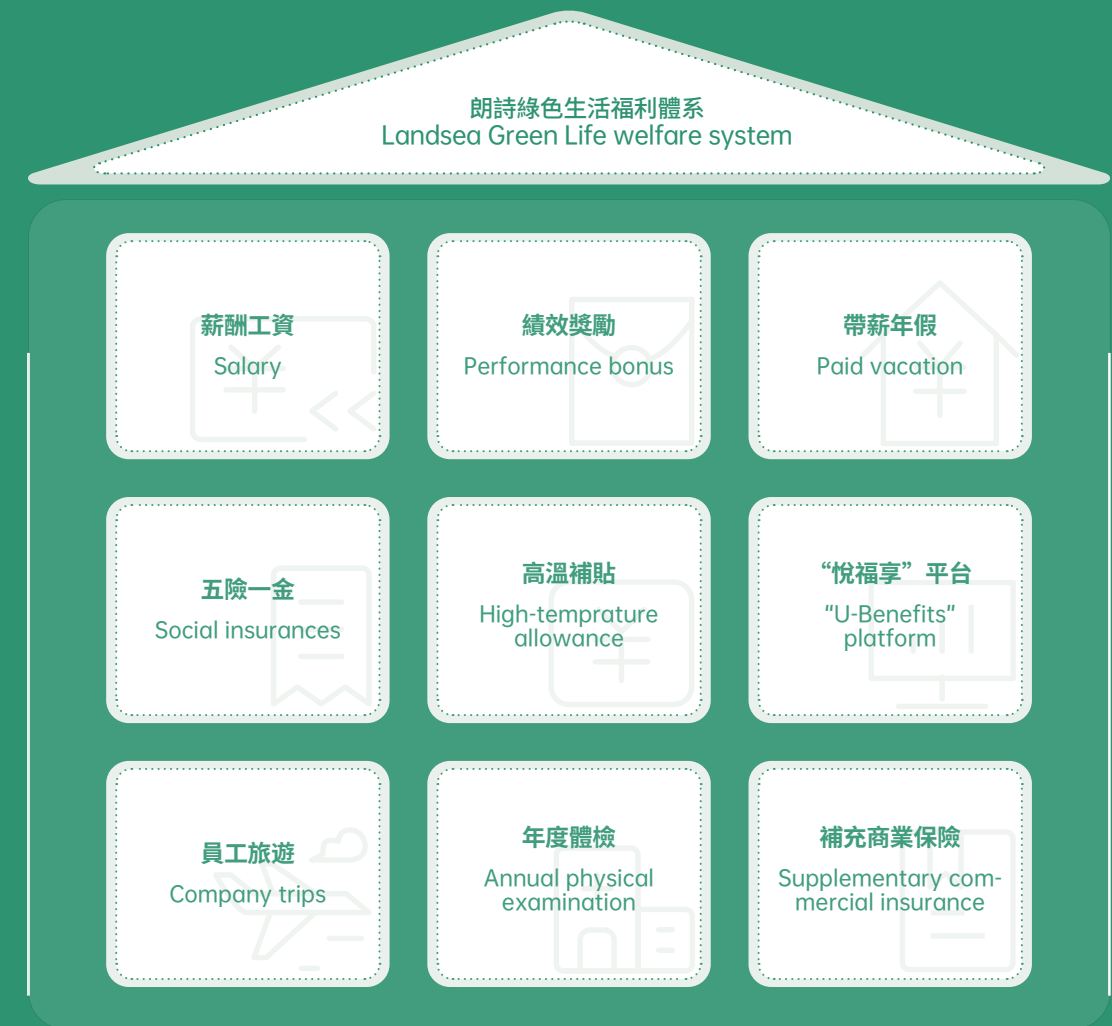 朗詩綠色生活福利體系
Landsea Green Life welfare system
薪酬工資
Salary
績效獎勵
Performance bonus
帶薪年假
Paid vacation
五險一金
Social insurances
高溫補貼
High-temprature
allowance
“悅福享”平台
"U-Benefits"
platform
員工旅遊
Company trips
年度體檢
Annual physical
examination
補充商業保險
Supplementary com-
mercial insurance